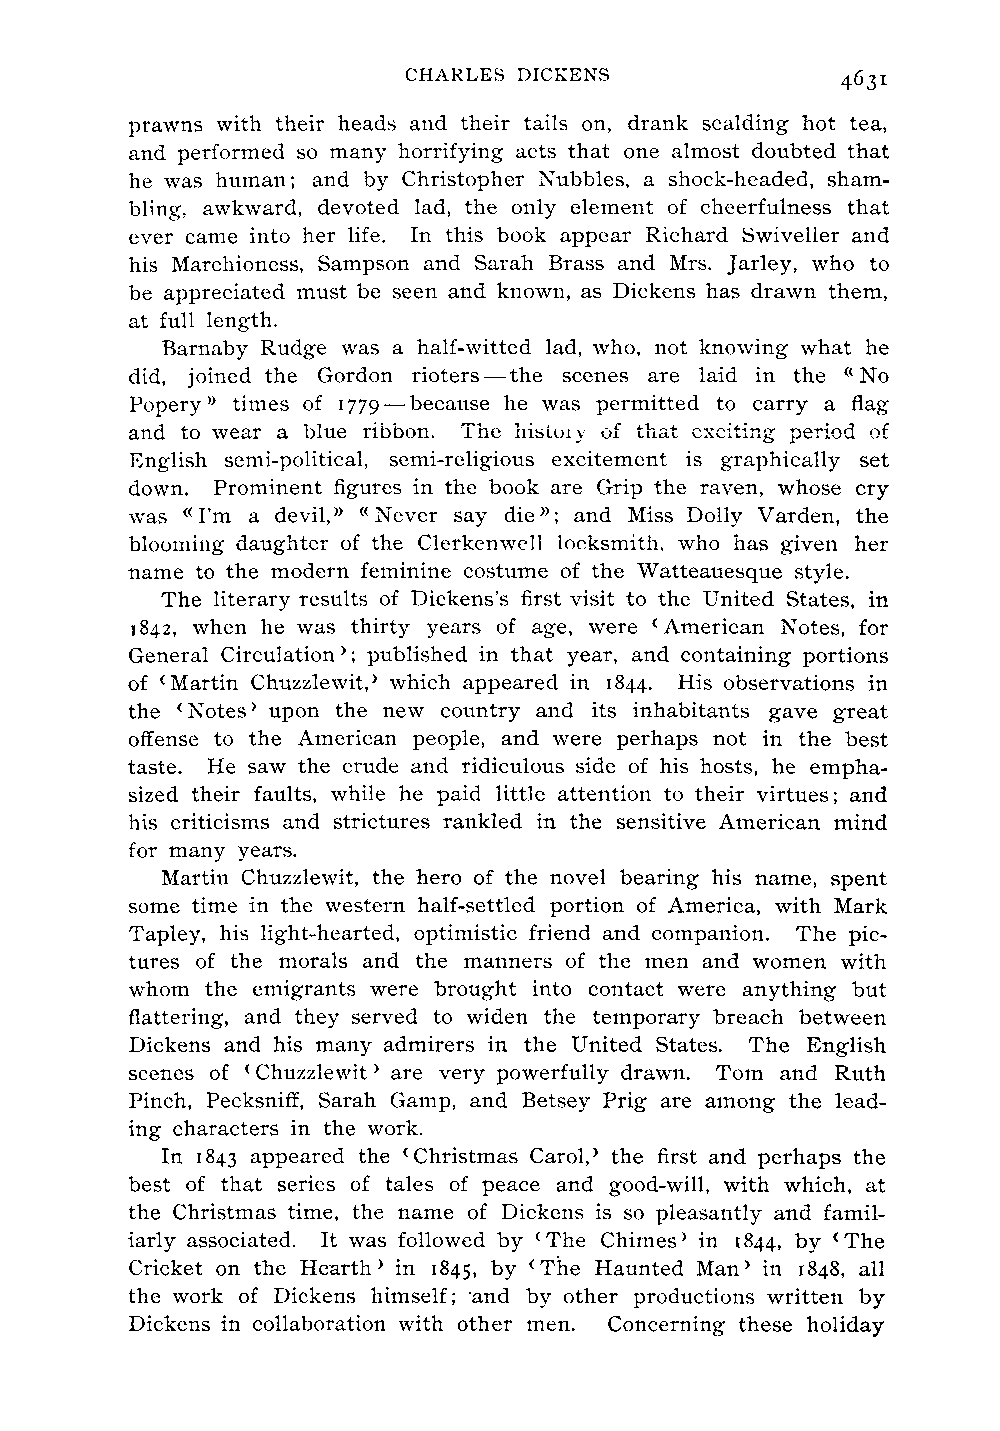 CHARLES DICKENS 4631
prawns with their heads and their tails on, drank scalding hot tea,
and performed so many horrifying acts that one almost doubted that
he was human; and by Christopher Nubbles, a shock-headed, sham-
bling, awkward, devoted lad, the only element of cheerfulness that
ever came into her life. In this book appear Richard Swiveller and
his Marchioness, Sampson and Sarah Brass and Mrs. Jarley, who to
be appreciated must be seen and known, as Dickens has drawn them,
at full length.
Barnaby Rudge was a half-witted lad, who, not knowing what he
did, joined the Gordon rioters—the scenes are laid in the «No
Popery» times of 1779—because he was permitted to carry a flag
and to wear a blue ribbon. The history of that exciting period of
English semi-political, semi-religious excitement is graphically set
down. Prominent figures in the book are Grip the raven, whose cry
was «I'm a devil,» «Never say die»; and Miss Dolly Varden, the
blooming daughter of the Clerkenwell locksmith, who has given her
name to the modern feminine costume of the Watteauesque style.
The literary results of Dickens's first visit to the United States, in
1842, when he was thirty years of age, were ‹American Notes, for
General Circulation›; published in that year, and containing portions
of ‹Martin Chuzzlewit,› which appeared in 1844. His observations in
the ‹Notes› upon the new country and its inhabitants gave great
offense to the American people, and were perhaps not in the best
taste. He saw the crude and ridiculous side of his hosts, he empha-
sized their faults, while he paid little attention to their virtues; and
his criticisms and strictures rankled in the sensitive American mind
for many years.
Martin Chuzzlewit, the hero of the novel bearing his name, spent
some time in the western half-settled portion of America, with Mark
Tapley, his light-hearted, optimistic friend and companion. The pic-
tures of the morals and the manners of the men and women with
whom the emigrants were brought into contact were anything but
flattering, and they served to widen the temporary breach between
Dickens and his many admirers in the United States. The English
scenes of ‹Chuzzlewit› are very powerfully drawn. Tom and Ruth
Pinch, Pecksniff, Sarah Gamp, and Betsey Prig are among the lead-
ing characters in the work.
In 1843 appeared the ‹Christmas Carol,› the first and perhaps the
best of that series of tales of peace and good-will, with which, at
the Christmas time, the name of Dickens is so pleasantly and famil-
iarly associated. It was followed by ‹The Chimes› in 1844, by ‹The
Cricket on the Hearth› in 1845, by ‹The Haunted Man› in 1848, all
the work of Dickens himself; and by other productions written by
Dickens in collaboration with other men. Concerning these holiday